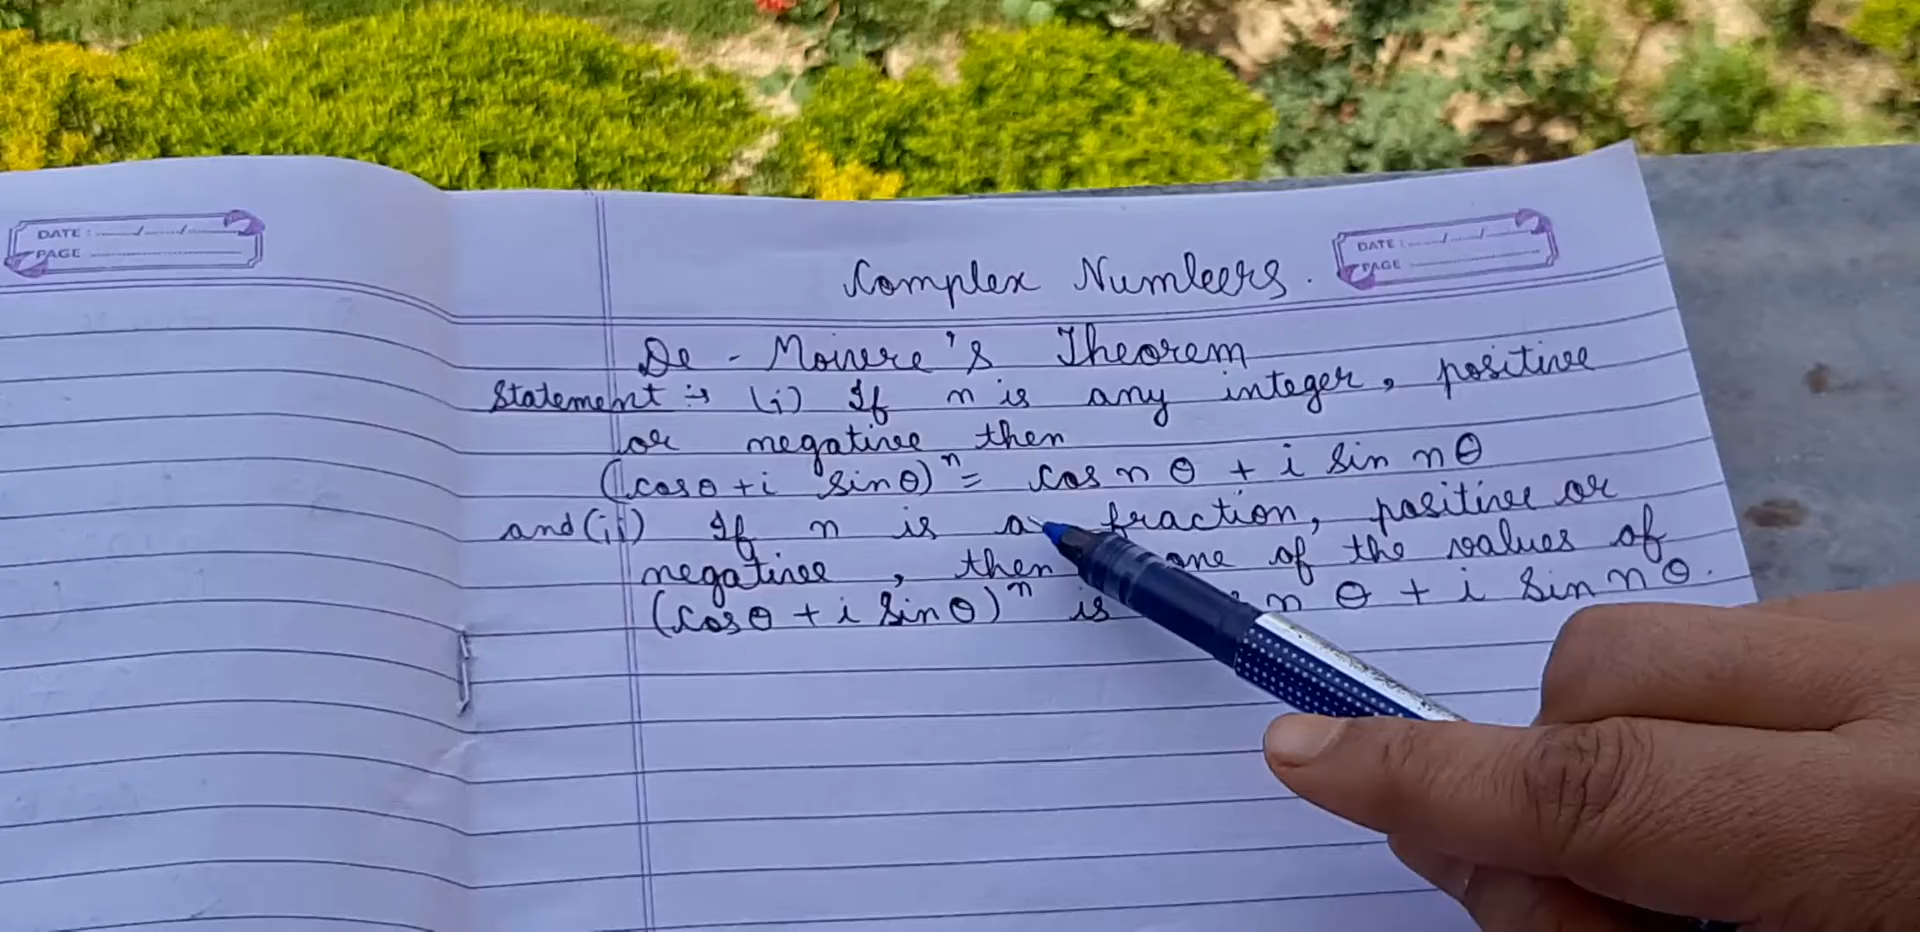 DATE : ....../....../......
PAGE
DATE : ....../....../......
PAGE
Complex Numbers.
De - Moivre's Theorem
Statement :→ (i) If n is any integer, positive
or negative then
(cosθ + i sinθ)ⁿ = cos n θ + i sin nθ
and (ii) If n is a fraction, positive or
negative, then one of the values of
(cosθ + i sinθ)ⁿ is n θ + i sin nθ.